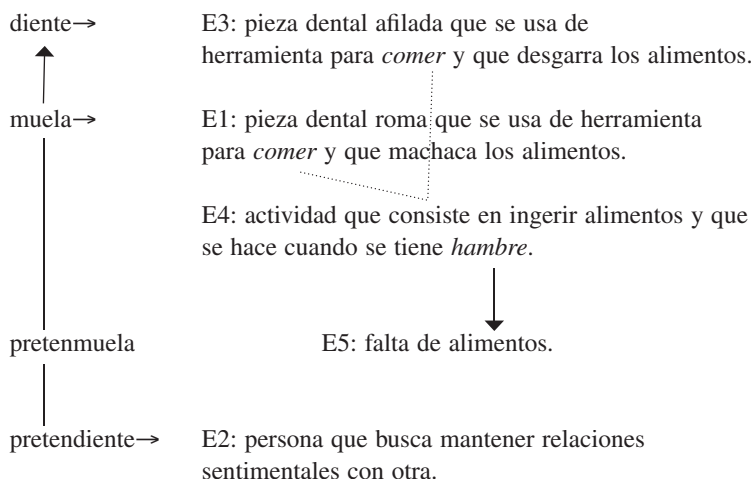 diente→ E3: pieza dental afilada que se usa de
herramienta para comer y que desgarra los alimentos.
muela→ E1: pieza dental roma que se usa de herramienta
para comer y que machaca los alimentos.
E4: actividad que consiste en ingerir alimentos y que
se hace cuando se tiene hambre.
pretenmuela E5: falta de alimentos.
pretendiente→ E2: persona que busca mantener relaciones
sentimentales con otra.